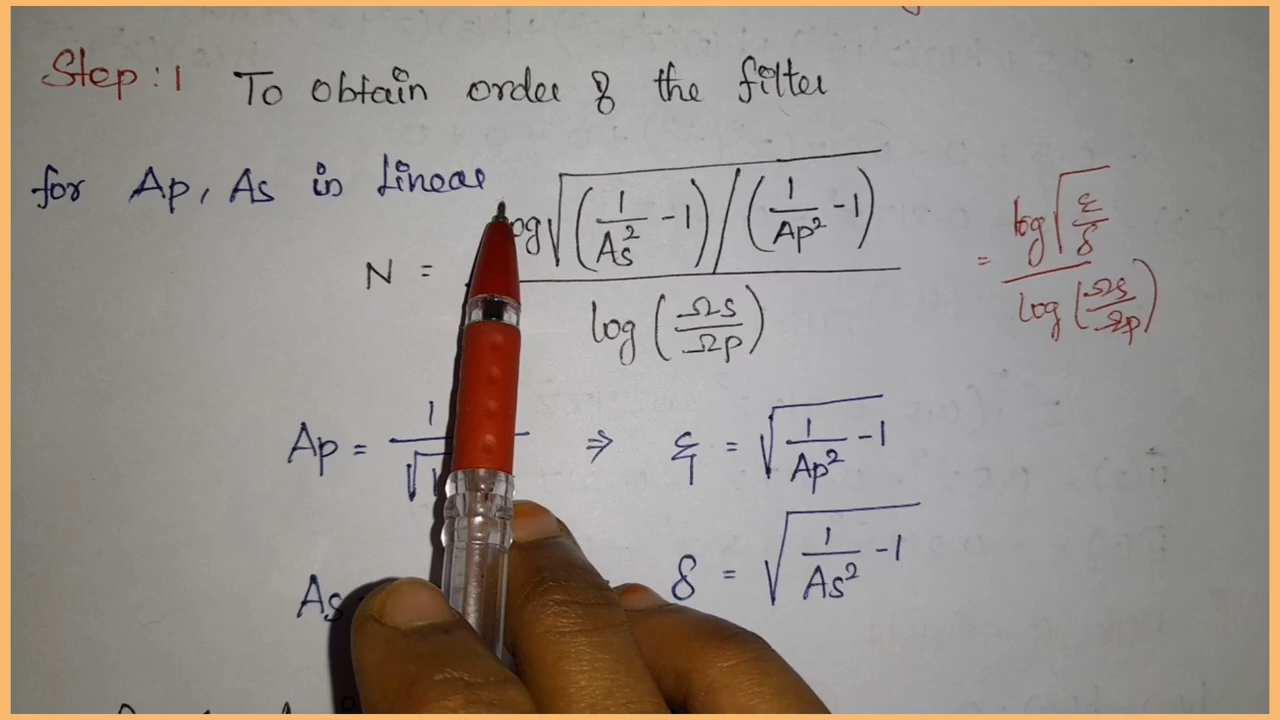 Step : 1 To obtain order of the filter
for Ap, As in Linear
N = log√((1/As² - 1)/(1/Ap² - 1)) / log(Ωs/Ωp) = log√(ε/δ) / log(Ωs/Ωp)
Ap = 1/√1 ⇒ ε = √(1/Ap² - 1)
As δ = √(1/As² - 1)